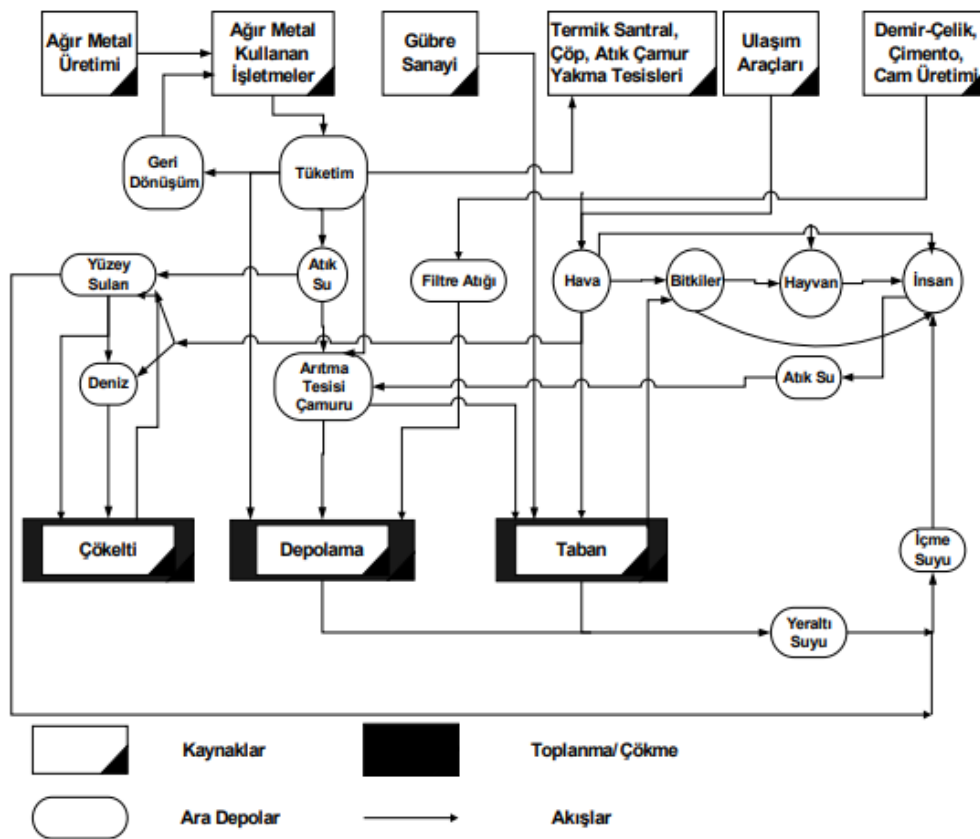 Ağır Metal
Üretimi
Ağır Metal
Kullanan
İşletmeler
Gübre
Sanayi
Termik Santral,
Çöp, Atık Çamur
Yakma Tesisleri
Ulaşım
Araçları
Demir-Çelik,
Çimento,
Cam Üretimi
Geri
Dönüşüm
Tüketim
Yüzey
Suları
Atık
Su
Filtre Atığı
Hava
Bitkiler
Hayvan
İnsan
Deniz
Arıtma
Tesisi
Çamuru
Atık Su
Çökelti
Depolama
Taban
İçme
Suyu
Yeraltı
Suyu
Kaynaklar
Toplanma/Çökme
Ara Depolar
Akışlar